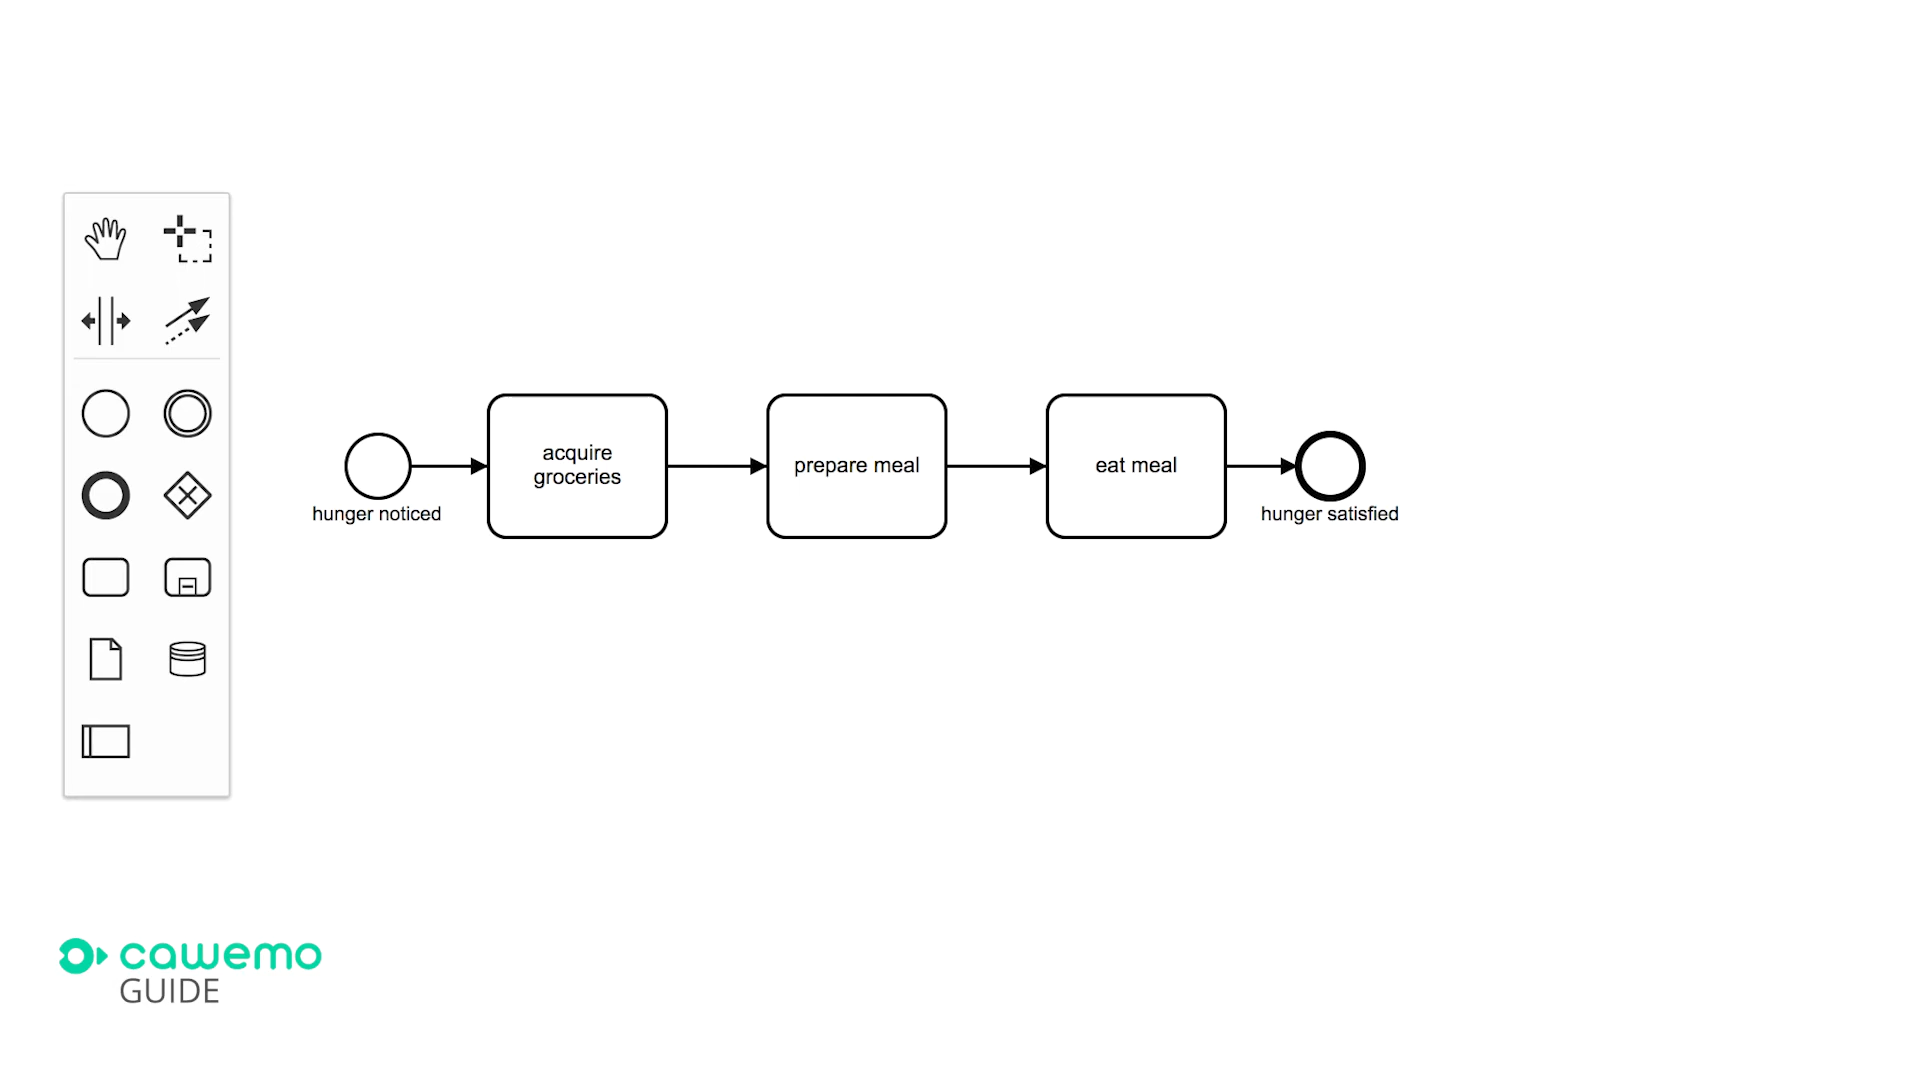 acquire
groceries
prepare meal
eat meal
hunger noticed
hunger satisfied
cawemo
GUIDE